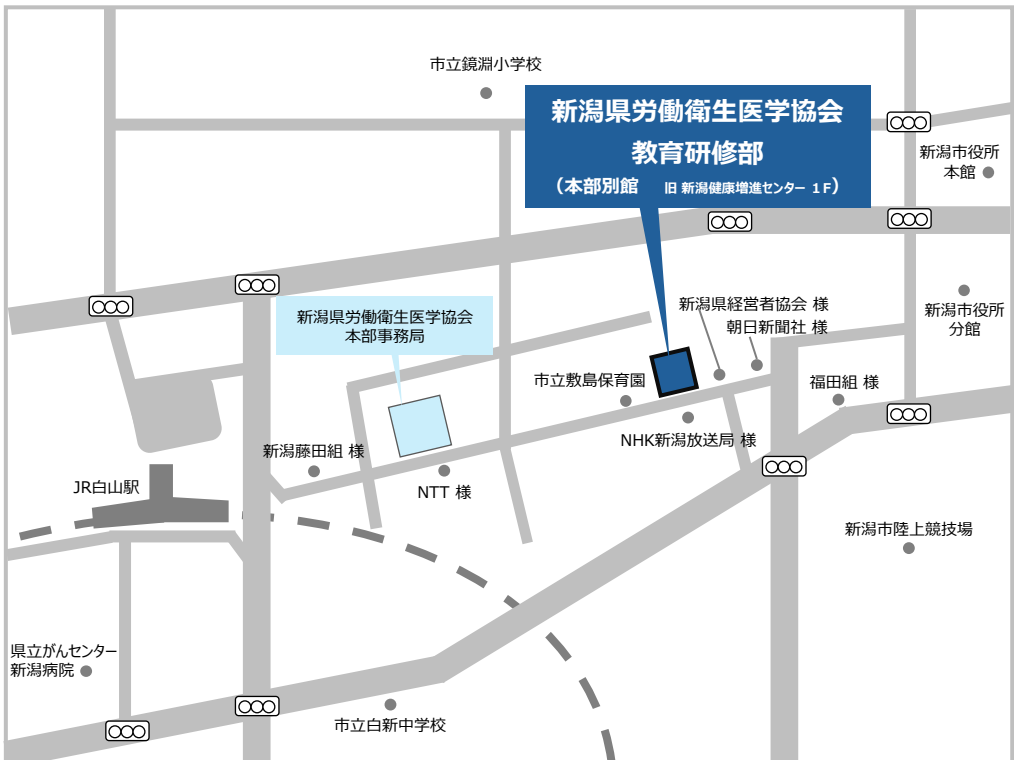 市立鏡淵小学校
新潟県労働衛生医学協会
教育研修部
（本部別館　旧 新潟健康増進センター 1F）
新潟市役所
本館
新潟県労働衛生医学協会
本部事務局
新潟県経営者協会 様
朝日新聞社 様
新潟市役所
分館
市立敷島保育園
福田組 様
NHK新潟放送局 様
新潟藤田組 様
NTT 様
JR白山駅
新潟市陸上競技場
県立がんセンター
新潟病院
市立白新中学校